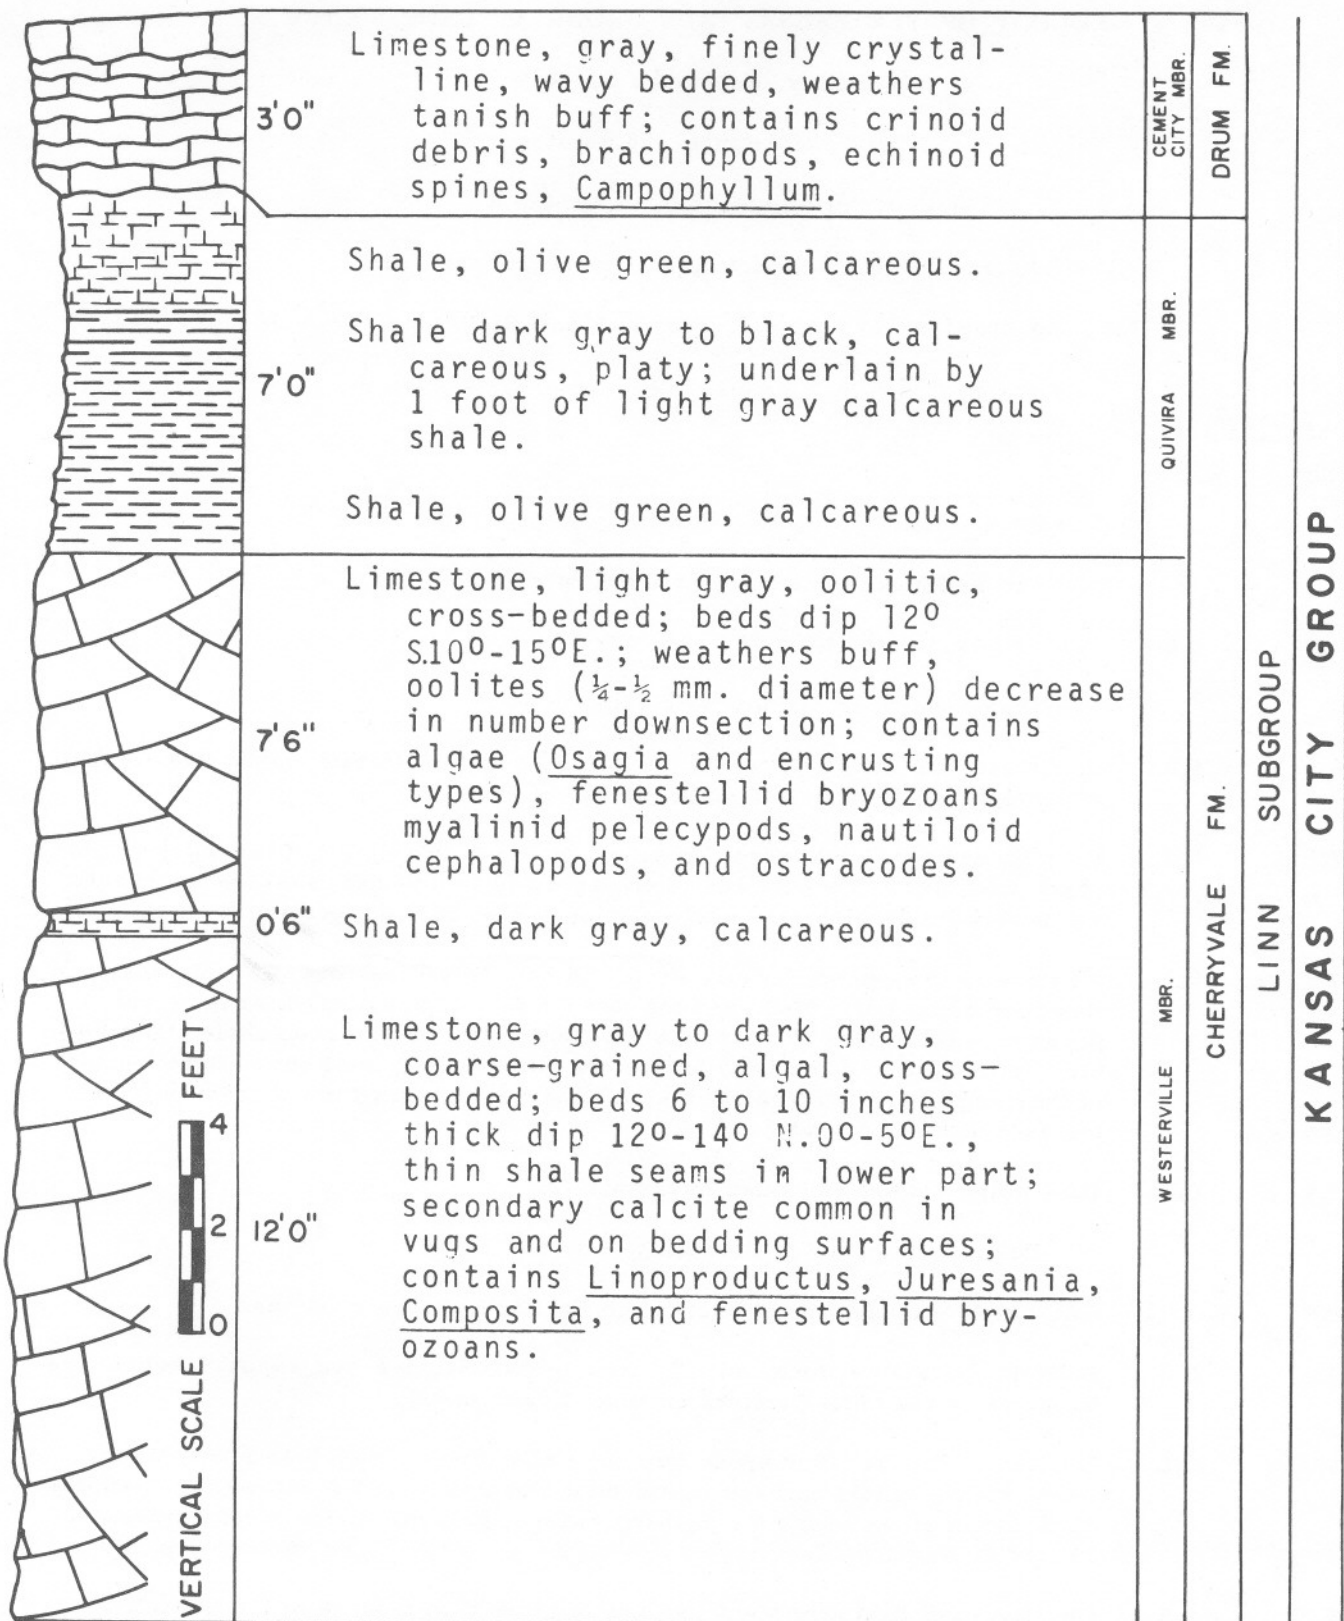 3'0"
Limestone, gray, finely crystal-
line, wavy bedded, weathers
tanish buff; contains crinoid
debris, brachiopods, echinoid
spines, Campophyllum.
CEMENT
CITY MBR.
DRUM FM.
7'0"
Shale, olive green, calcareous.
Shale dark gray to black, cal-
careous, platy; underlain by
1 foot of light gray calcareous
shale.
Shale, olive green, calcareous.
QUIVIRA MBR.
7'6"
Limestone, light gray, oolitic,
cross-bedded; beds dip 12º
S.10º-15ºE.; weathers buff,
oolites (¼-½ mm. diameter) decrease
in number downsection; contains
algae (Osagia and encrusting
types), fenestellid bryozoans
myalinid pelecypods, nautiloid
cephalopods, and ostracodes.
0'6"
Shale, dark gray, calcareous.
12'0"
Limestone, gray to dark gray,
coarse-grained, algal, cross-
bedded; beds 6 to 10 inches
thick dip 12º-14º N.0º-5ºE.,
thin shale seams in lower part;
secondary calcite common in
vugs and on bedding surfaces;
contains Linoproductus, Juresania,
Composita, and fenestellid bry-
ozoans.
WESTERVILLE MBR.
CHERRYVALE FM.
LINN SUBGROUP
KANSAS CITY GROUP
VERTICAL SCALE FEET
4
2
0